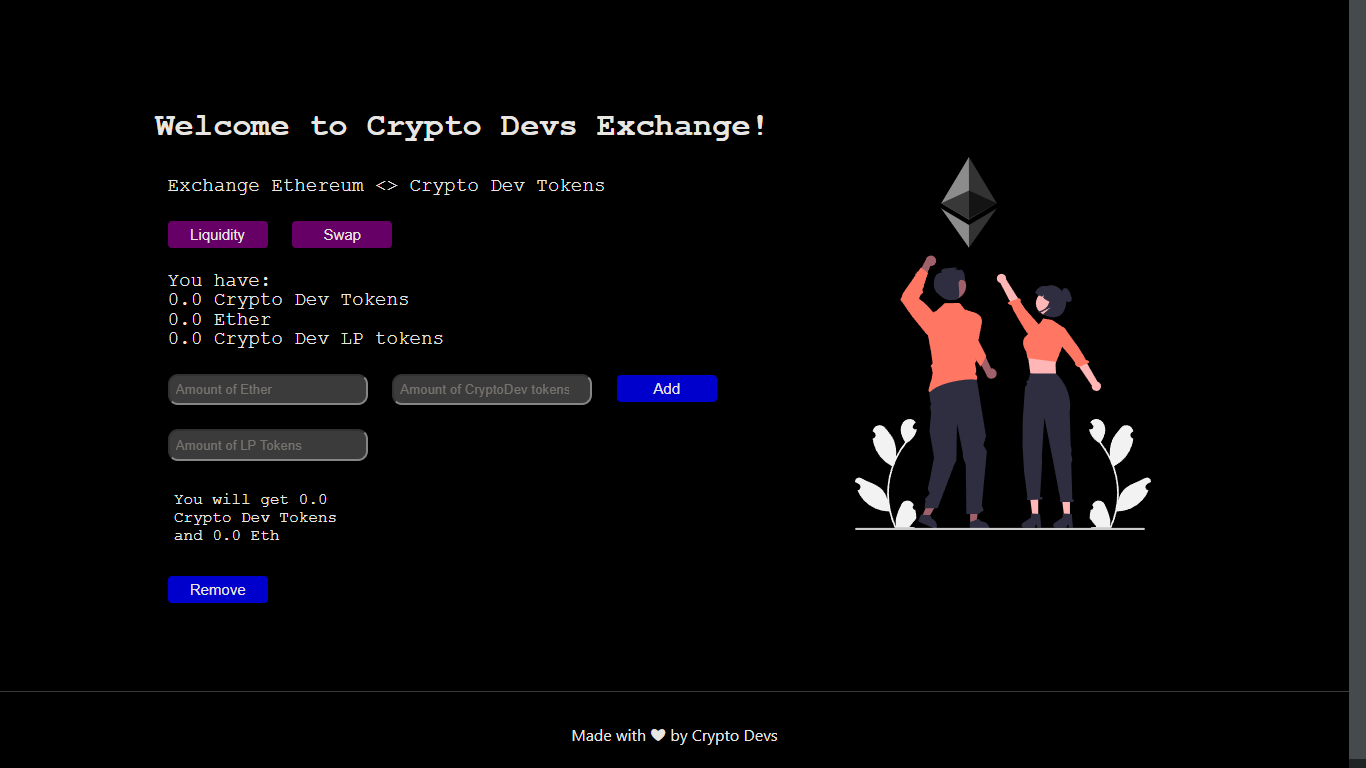 Welcome to Crypto Devs Exchange!
Exchange Ethereum <> Crypto Dev Tokens
Liquidity Swap
You have:
0.0 Crypto Dev Tokens
0.0 Ether
0.0 Crypto Dev LP tokens
Amount of Ether Amount of CryptoDev tokens Add
Amount of LP Tokens
You will get 0.0
Crypto Dev Tokens
and 0.0 Eth
Remove
Made with ❤ by Crypto Devs